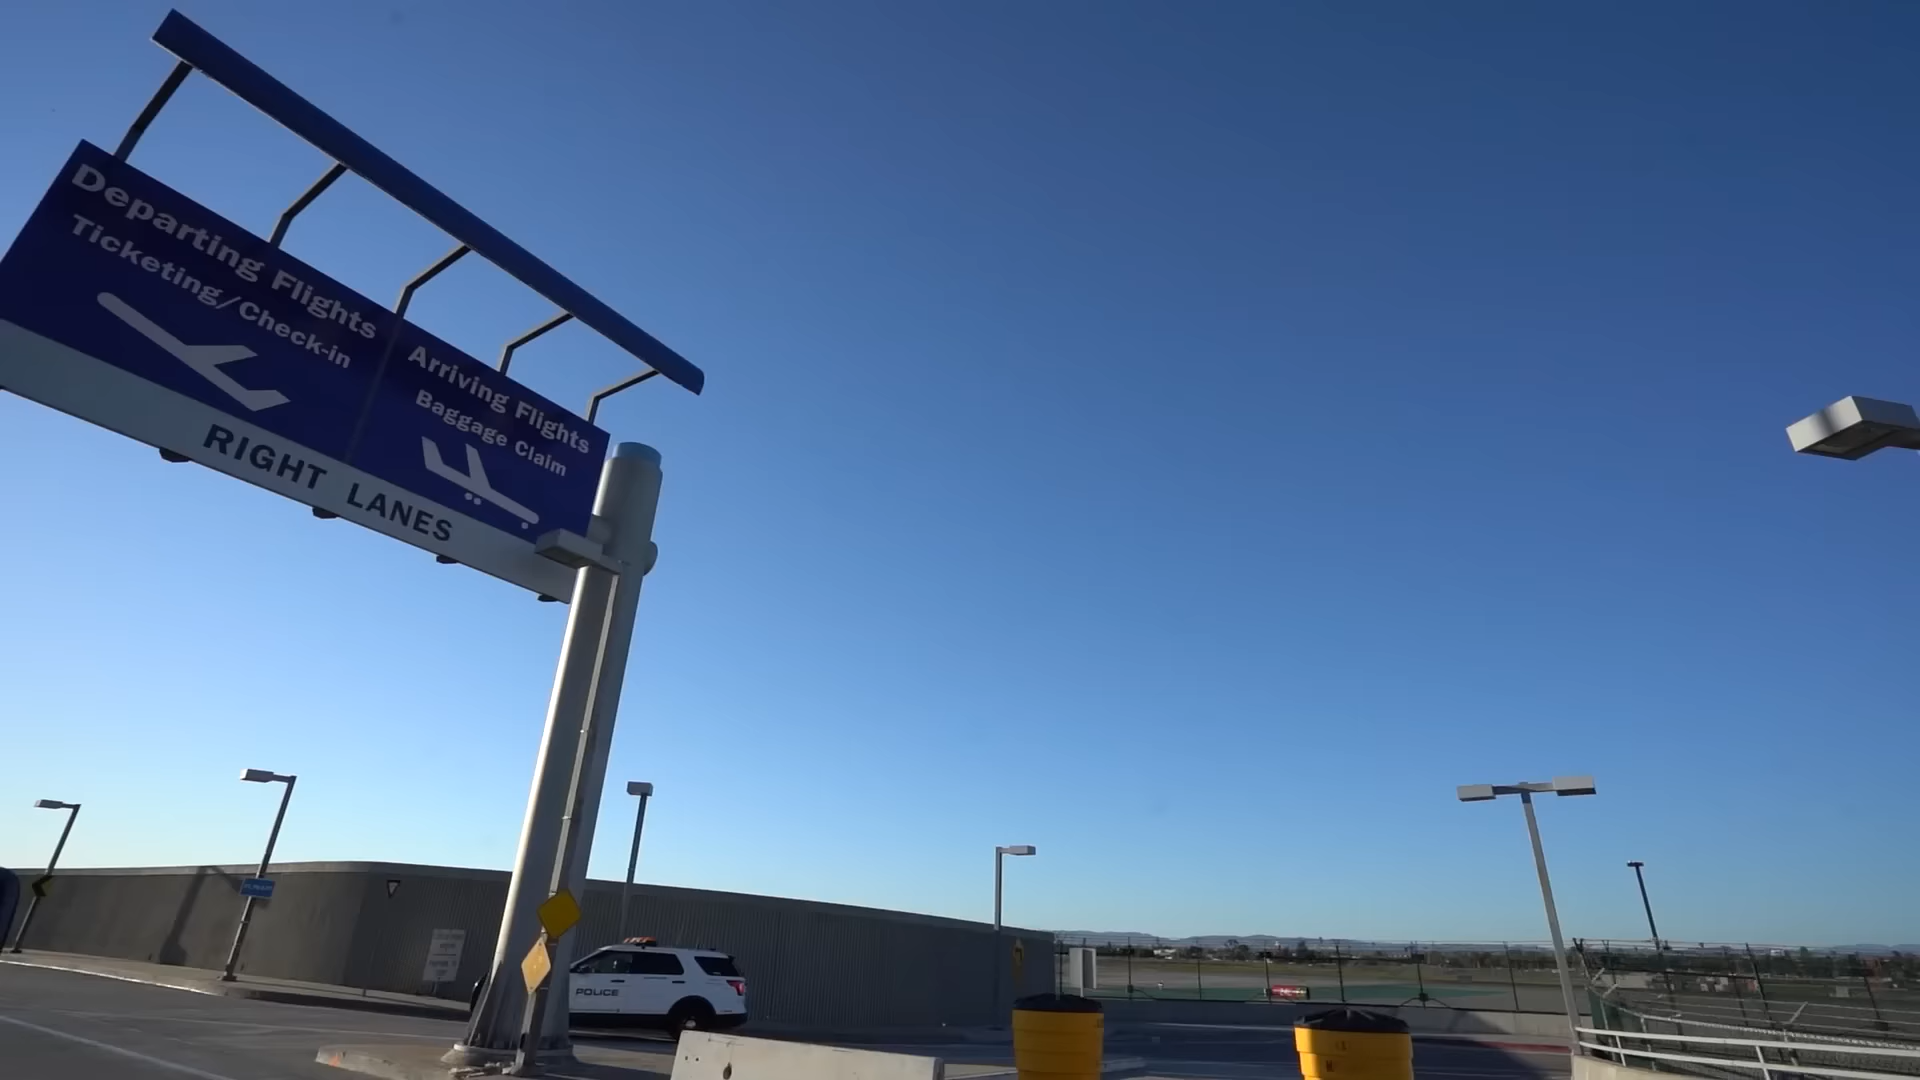 Departing Flights
Ticketing/Check-in
Arriving Flights
Baggage Claim
RIGHT LANES
POLICE